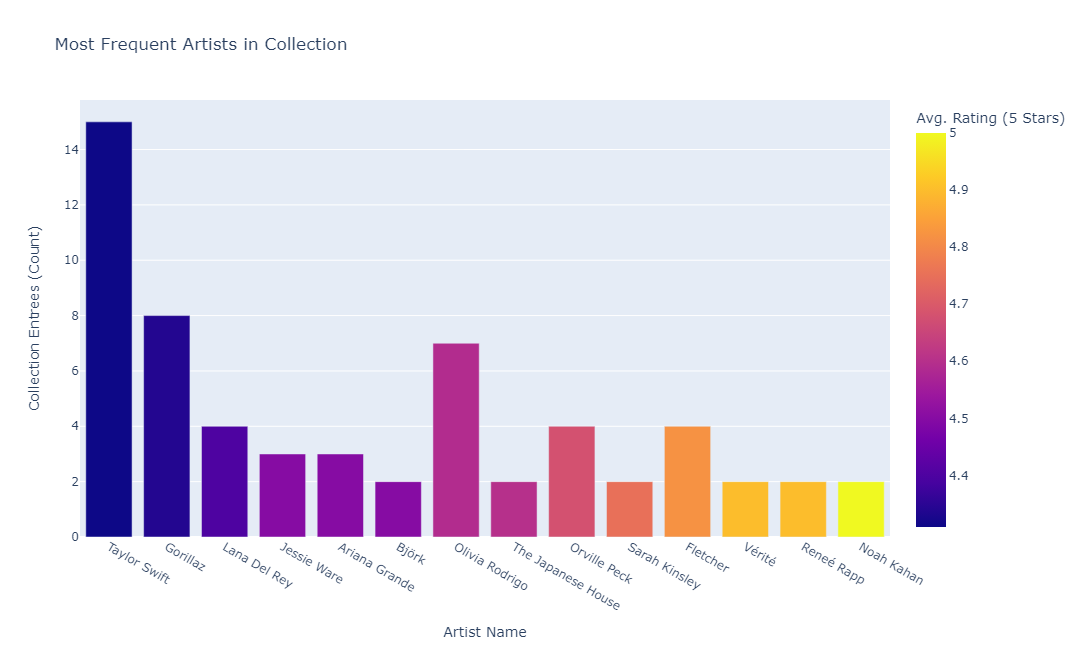 Most Frequent Artists in Collection
Avg. Rating (5 Stars)
5
4.9
4.8
4.7
4.6
4.5
4.4
Collection Entrees (Count)
14
12
10
8
6
4
2
0
Taylor Swift
Gorillaz
Lana Del Rey
Jessie Ware
Ariana Grande
Björk
Olivia Rodrigo
The Japanese House
Orville Peck
Sarah Kinsley
Fletcher
Vérité
Reneé Rapp
Noah Kahan
Artist Name